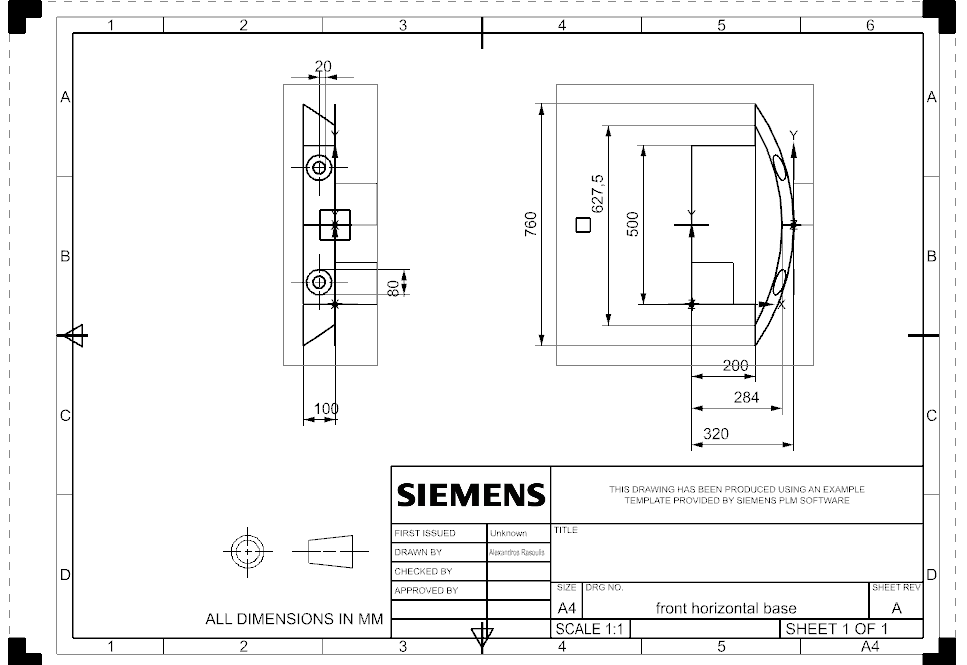 1 2 3 4 5 6
A A
20
Y Y
760
627,5
500
Y
B B
80
X
200
284
C 100 C
320
SIEMENS
THIS DRAWING HAS BEEN PRODUCED USING AN EXAMPLE
TEMPLATE PROVIDED BY SIEMENS PLM SOFTWARE
FIRST ISSUED Unknown
TITLE
DRAWN BY Alexandros Rasoulis
CHECKED BY
D D
APPROVED BY
SIZE DRG NO. SHEET REV
A4 front horizontal base A
ALL DIMENSIONS IN MM
SCALE 1:1 SHEET 1 OF 1
1 2 3 4 5 A4